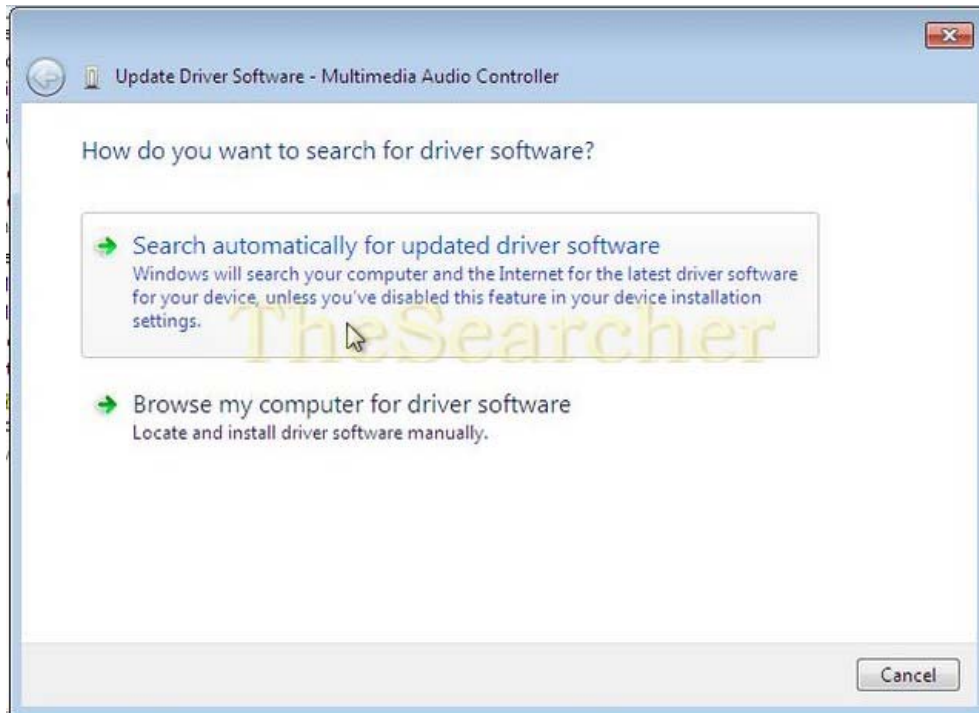 Update Driver Software - Multimedia Audio Controller
How do you want to search for driver software?
Search automatically for updated driver software
Windows will search your computer and the Internet for the latest driver software
for your device, unless you've disabled this feature in your device installation
settings.
TheSearcher
Browse my computer for driver software
Locate and install driver software manually.
Cancel